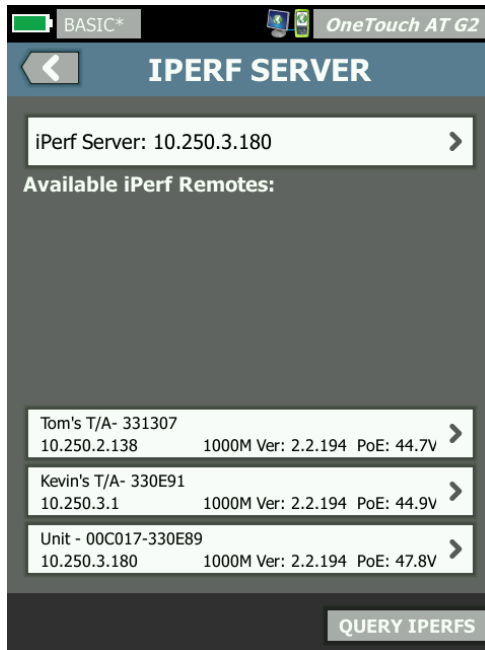 BASIC*
OneTouch AT G2
IPERF SERVER
iPerf Server: 10.250.3.180
Available iPerf Remotes:
Tom's T/A- 331307
10.250.2.138 1000M Ver: 2.2.194 PoE: 44.7V
Kevin's T/A- 330E91
10.250.3.1 1000M Ver: 2.2.194 PoE: 44.9V
Unit - 00C017-330E89
10.250.3.180 1000M Ver: 2.2.194 PoE: 47.8V
QUERY IPERFS